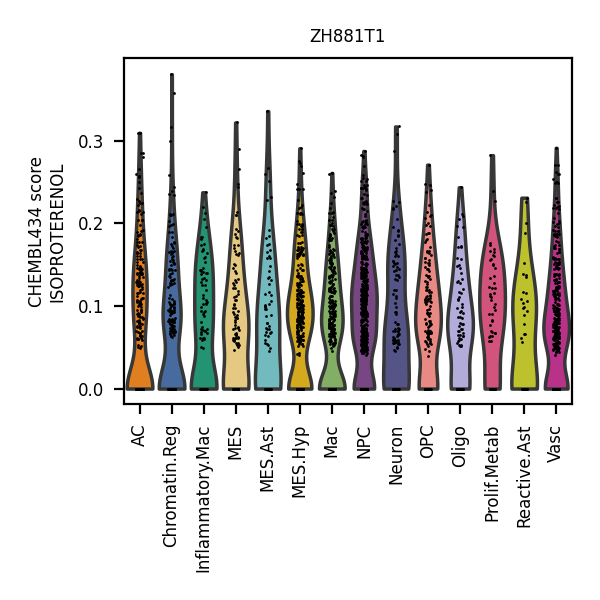 ZH881T1
CHEMBL434 score
ISOPROTERENOL
0.3
0.2
0.1
0.0
AC
Chromatin.Reg
Inflammatory.Mac
MES
MES.Ast
MES.Hyp
Mac
NPC
Neuron
OPC
Oligo
Prolif.Metab
Reactive.Ast
Vasc